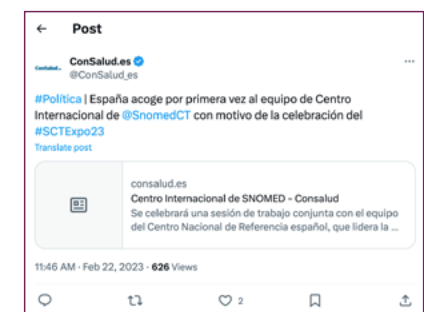 ← Post
ConSalud.es
@ConSalud_es
#Política | España acoge por primera vez al equipo de Centro
Internacional de @SnomedCT con motivo de la celebración del
#SCTExpo23
Translate post
consalud.es
Centro Internacional de SNOMED - Consalud
Se celebrará una sesión de trabajo conjunta con el equipo
del Centro Nacional de Referencia español, que lidera la ...
11:46 AM · Feb 22, 2023 · 626 Views
2